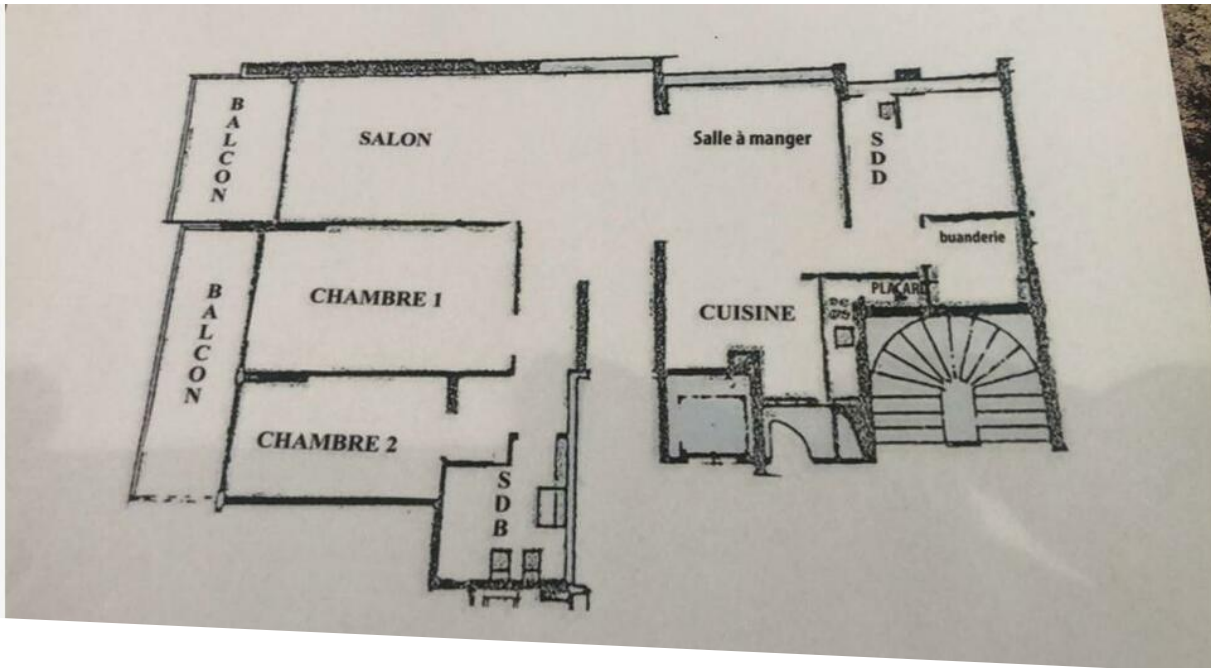 BALCON
SALON
Salle à manger
SDD
buanderie
BALCON
CHAMBRE 1
CUISINE
PLACARD
CHAMBRE 2
SDB